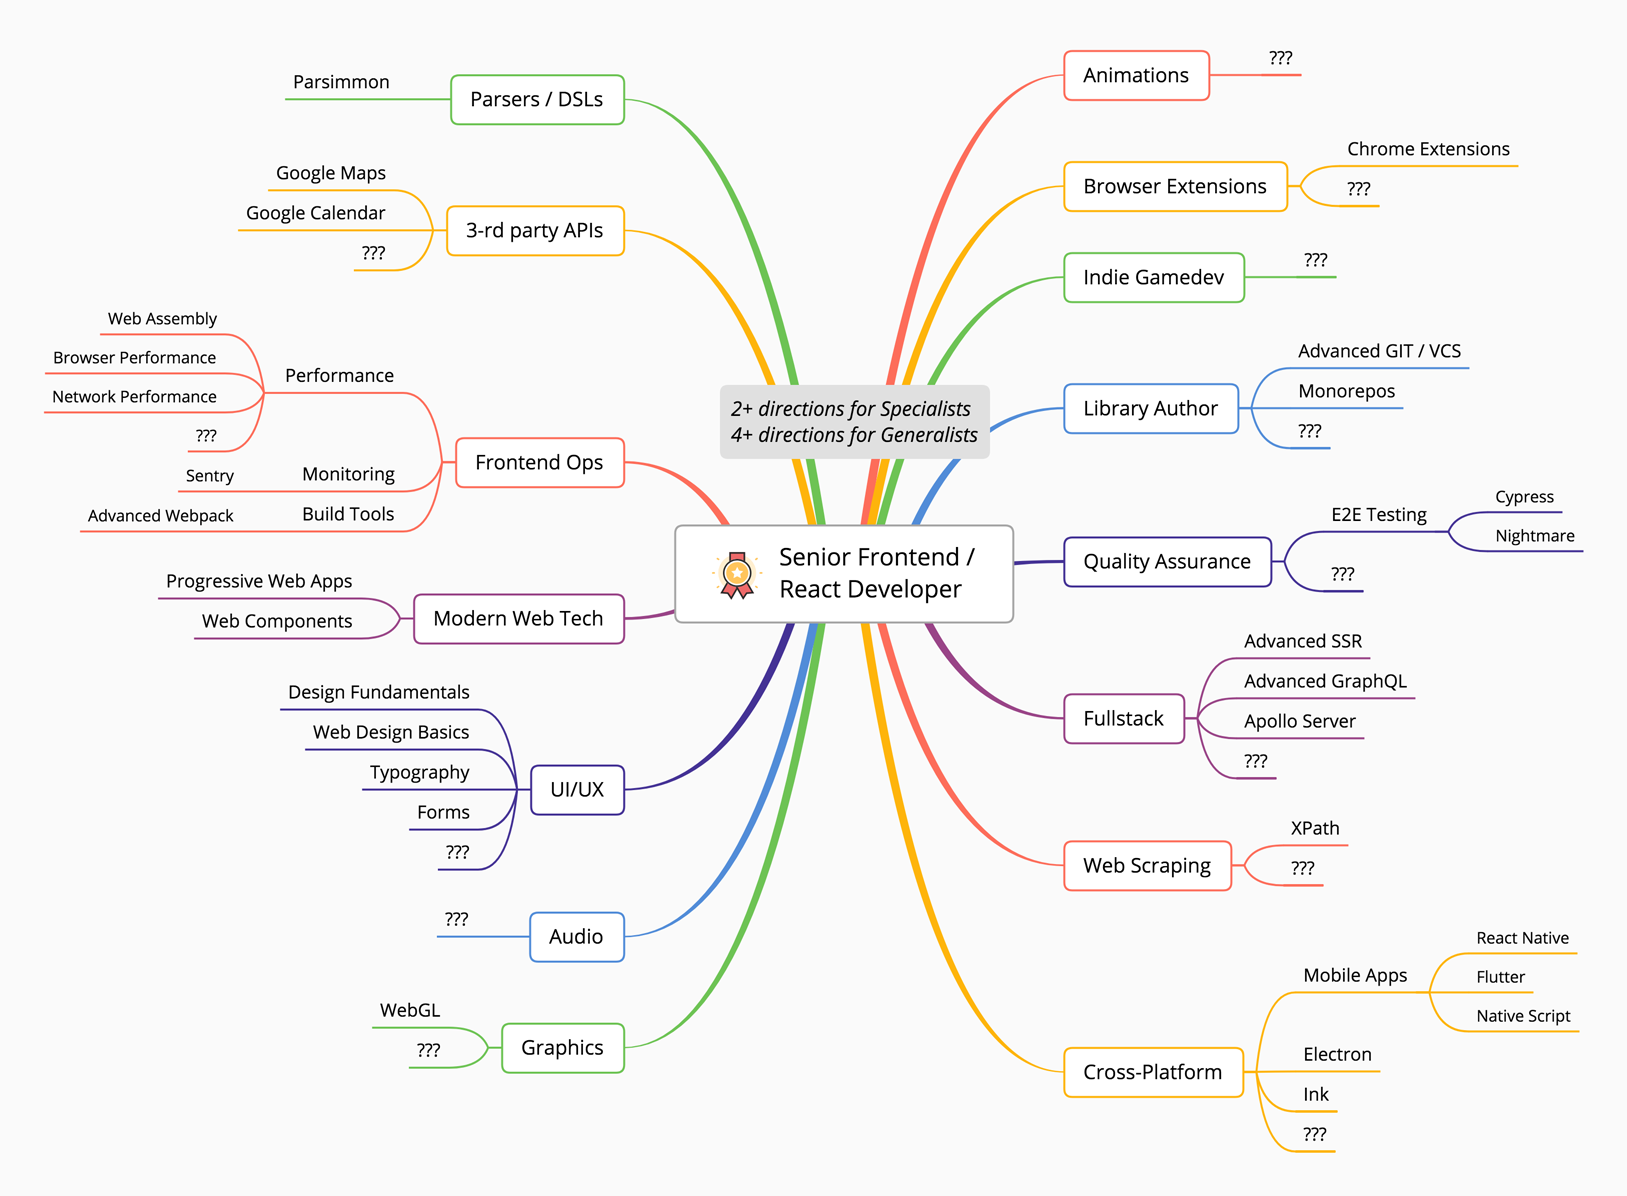 Parsimmon
Parsers / DSLs
Google Maps
Google Calendar
???
3-rd party APIs
Web Assembly
Browser Performance
Network Performance
???
Performance
Sentry
Monitoring
Advanced Webpack
Build Tools
Frontend Ops
Progressive Web Apps
Web Components
Modern Web Tech
Design Fundamentals
Web Design Basics
Typography
Forms
???
UI/UX
???
Audio
WebGL
???
Graphics
2+ directions for Specialists
4+ directions for Generalists
Senior Frontend /
React Developer
Animations
???
Browser Extensions
Chrome Extensions
???
Indie Gamedev
???
Library Author
Advanced GIT / VCS
Monorepos
???
Quality Assurance
E2E Testing
Cypress
Nightmare
???
Fullstack
Advanced SSR
Advanced GraphQL
Apollo Server
???
Web Scraping
XPath
???
Cross-Platform
Mobile Apps
React Native
Flutter
Native Script
Electron
Ink
???